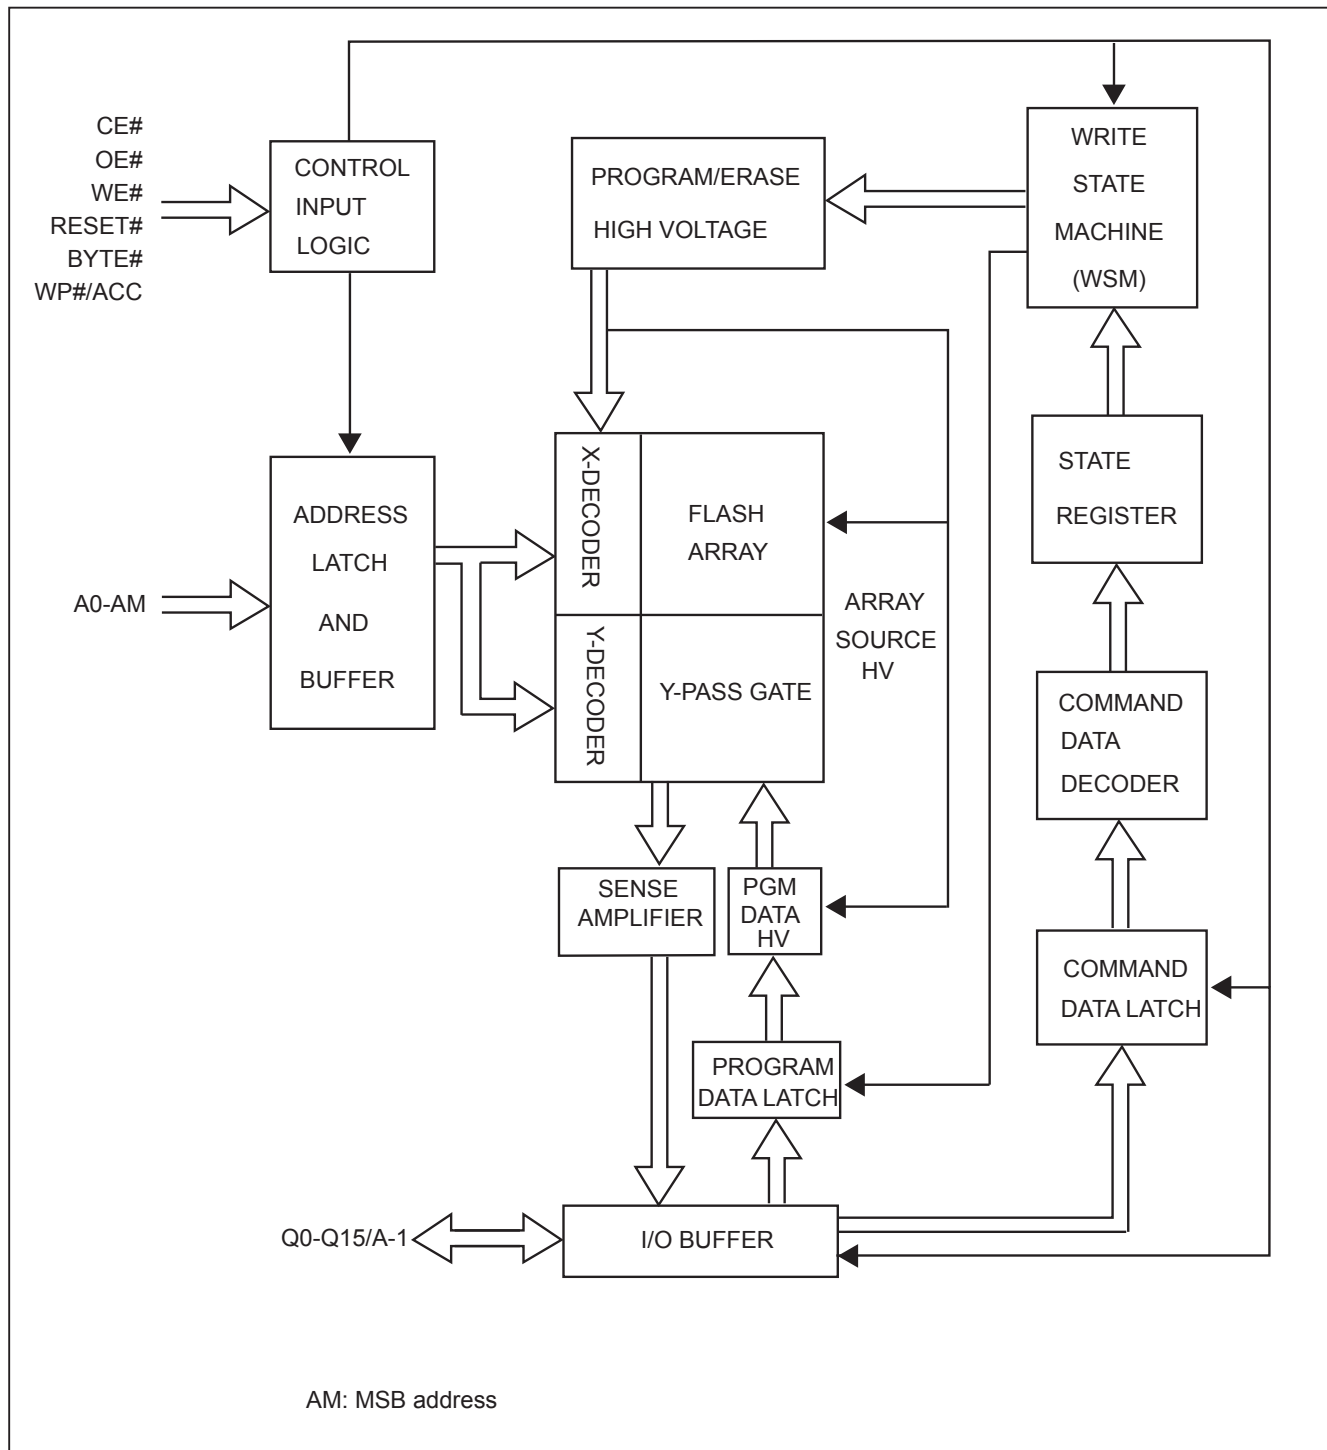 CE#
OE#
WE#
RESET#
BYTE#
WP#/ACC
CONTROL
INPUT
LOGIC
PROGRAM/ERASE
HIGH VOLTAGE
WRITE
STATE
MACHINE
(WSM)
STATE
REGISTER
ADDRESS
LATCH
AND
BUFFER
A0-AM
X-DECODER
FLASH
ARRAY
Y-DECODER
Y-PASS GATE
ARRAY
SOURCE
HV
COMMAND
DATA
DECODER
SENSE
AMPLIFIER
PGM
DATA
HV
COMMAND
DATA LATCH
PROGRAM
DATA LATCH
Q0-Q15/A-1
I/O BUFFER
AM: MSB address